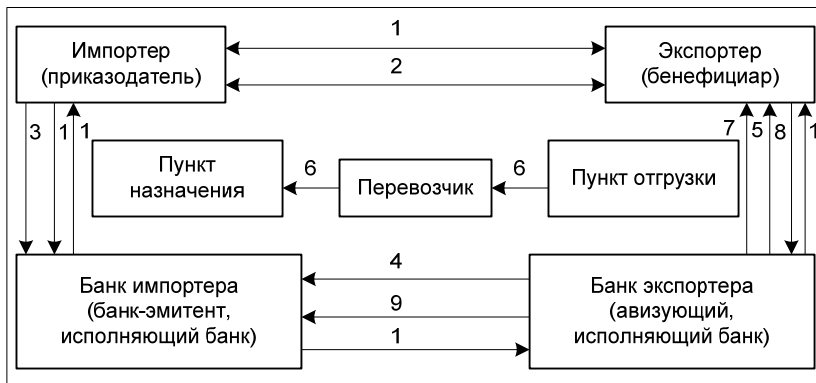 Импортер
(приказодатель)
1
2
Экспортер
(бенефициар)
3
1
1
7
5
8
1
Пункт
назначения
6
Перевозчик
6
Пункт отгрузки
Банк импортера
(банк-эмитент,
исполняющий банк)
4
9
1
Банк экспортера
(авизующий,
исполняющий банк)